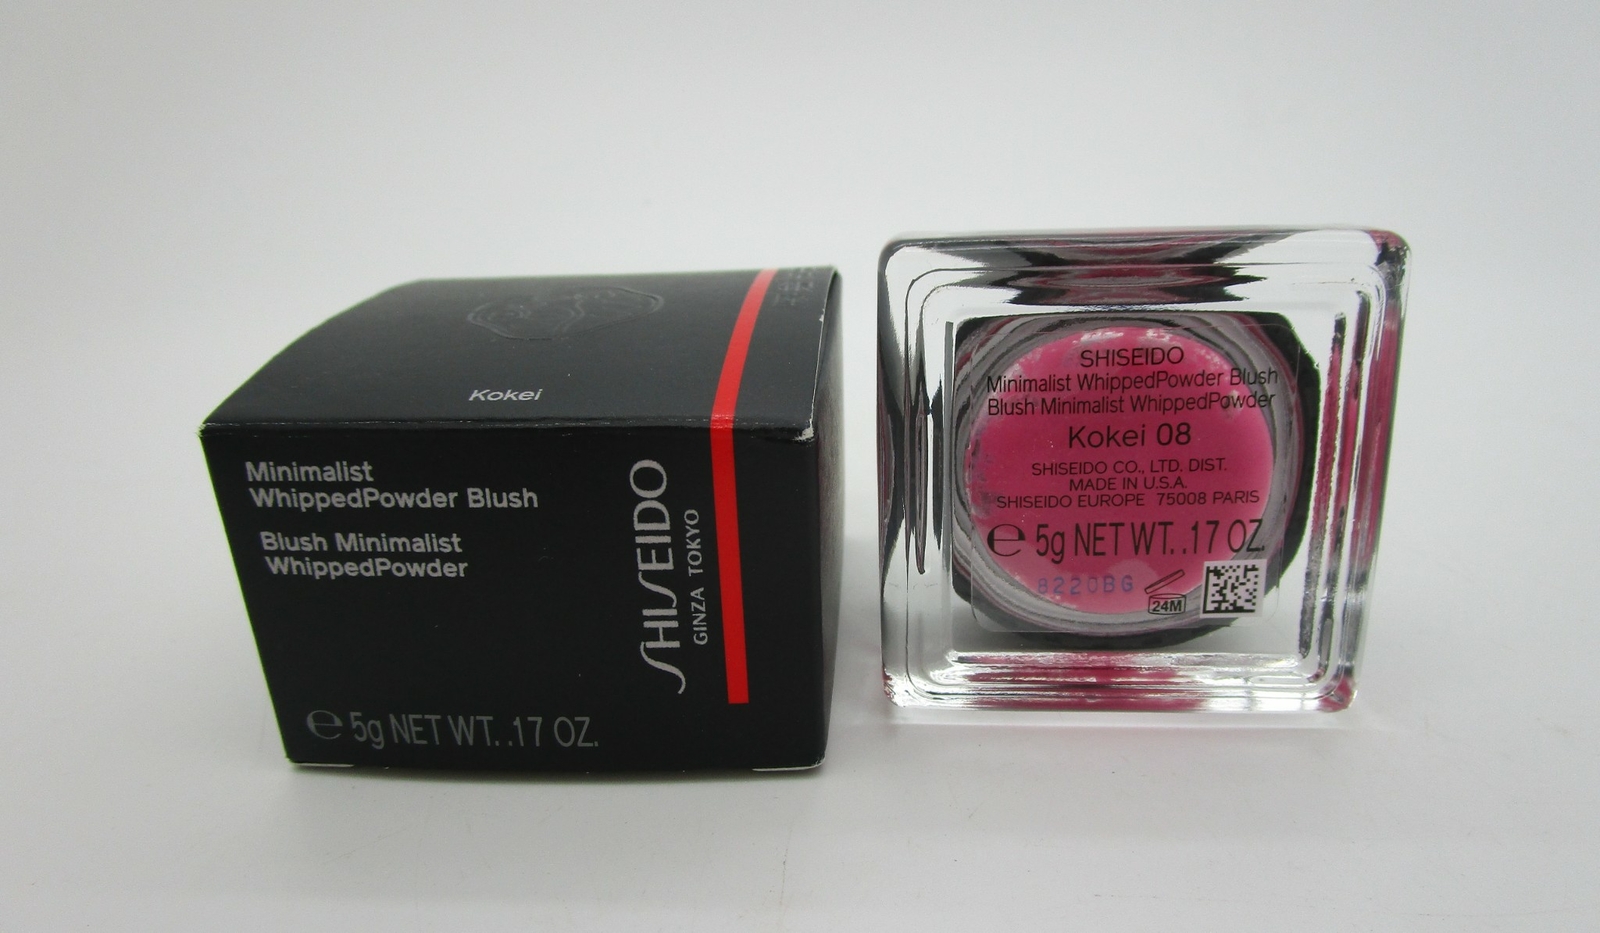 Kokei
Minimalist
WhippedPowder Blush
Blush Minimalist
WhippedPowder
SHISEIDO
GINZA TOKYO
e 5g NET WT. .17 OZ.
SHISEIDO
Minimalist WhippedPowder Blush
Blush Minimalist WhippedPowder
Kokei 08
SHISEIDO CO., LTD. DIST.
MADE IN U.S.A.
SHISEIDO EUROPE 75008 PARIS
e 5g NET WT. .17 OZ.
8220BG
24M